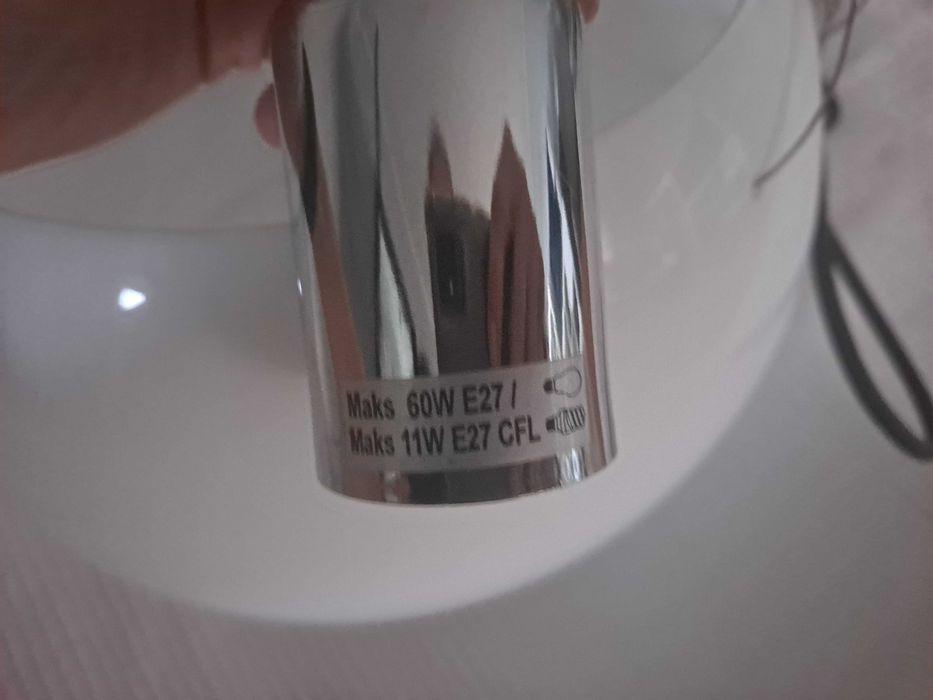 Maks 60W E27 /
Maks 11W E27 CFL